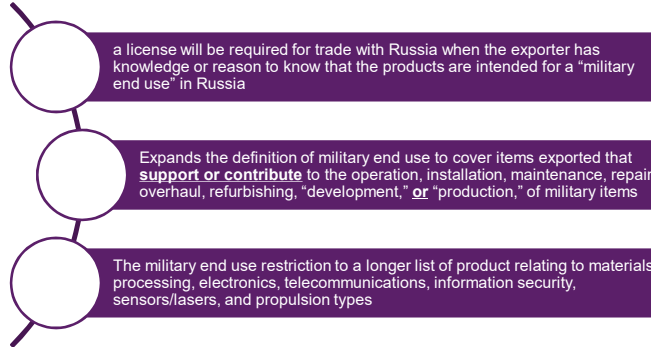 a license will be required for trade with Russia when the exporter has
knowledge or reason to know that the products are intended for a “military
end use” in Russia
Expands the definition of military end use to cover items exported that
support or contribute to the operation, installation, maintenance, repair
overhaul, refurbishing, “development,” or “production,” of military items
The military end use restriction to a longer list of product relating to materials
processing, electronics, telecommunications, information security,
sensors/lasers, and propulsion types